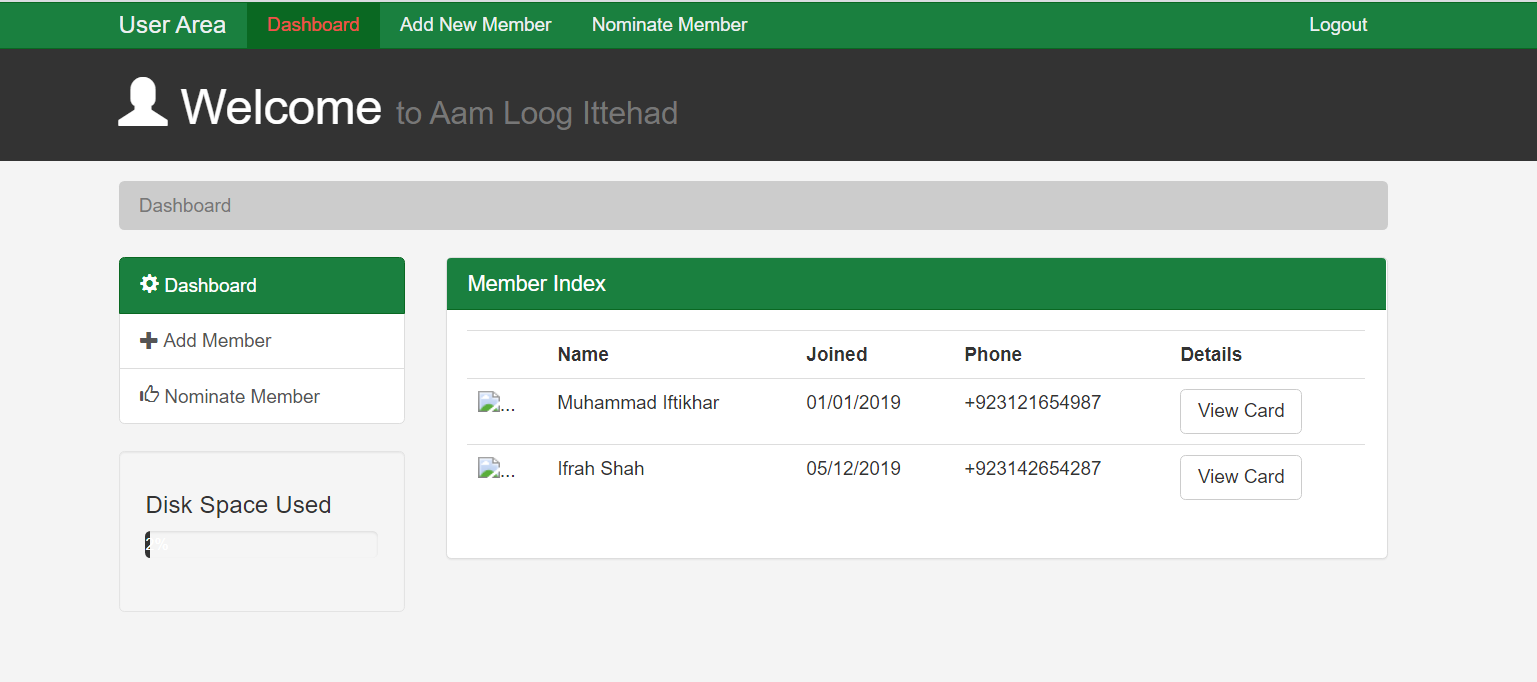 User Area Dashboard Add New Member Nominate Member Logout
Welcome to Aam Loog Ittehad
Dashboard
Dashboard
Add Member
Nominate Member
Disk Space Used
2%
Member Index
Name Joined Phone Details
... Muhammad Iftikhar 01/01/2019 +923121654987 View Card
... Ifrah Shah 05/12/2019 +923142654287 View Card